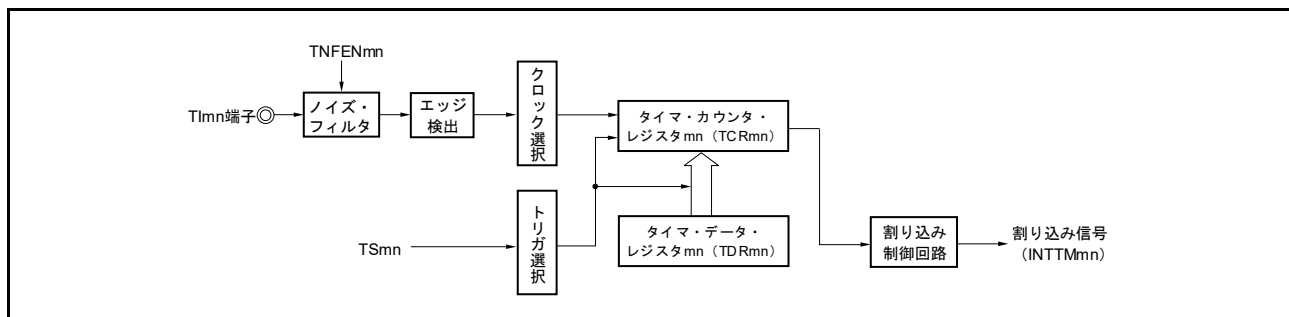 TNFENmn
TImn端子
ノイズ・
フィルタ
エッジ
検出
クロック選択
タイマ・カウンタ・
レジスタmn（TCRmn）
TSmn
トリガ選択
タイマ・データ・
レジスタmn（TDRmn）
割り込み
制御回路
割り込み信号
（INTTMmn）